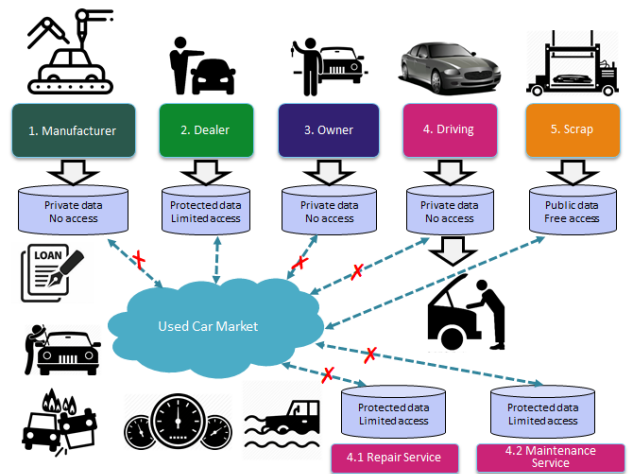 1. Manufacturer
2. Dealer
3. Owner
4. Driving
5. Scrap
Private data
No access
Protected data
Limited access
Private data
No access
Private data
No access
Public data
Free access
LOAN
Used Car Market
Protected data
Limited access
Protected data
Limited access
4.1 Repair Service
4.2 Maintenance
Service